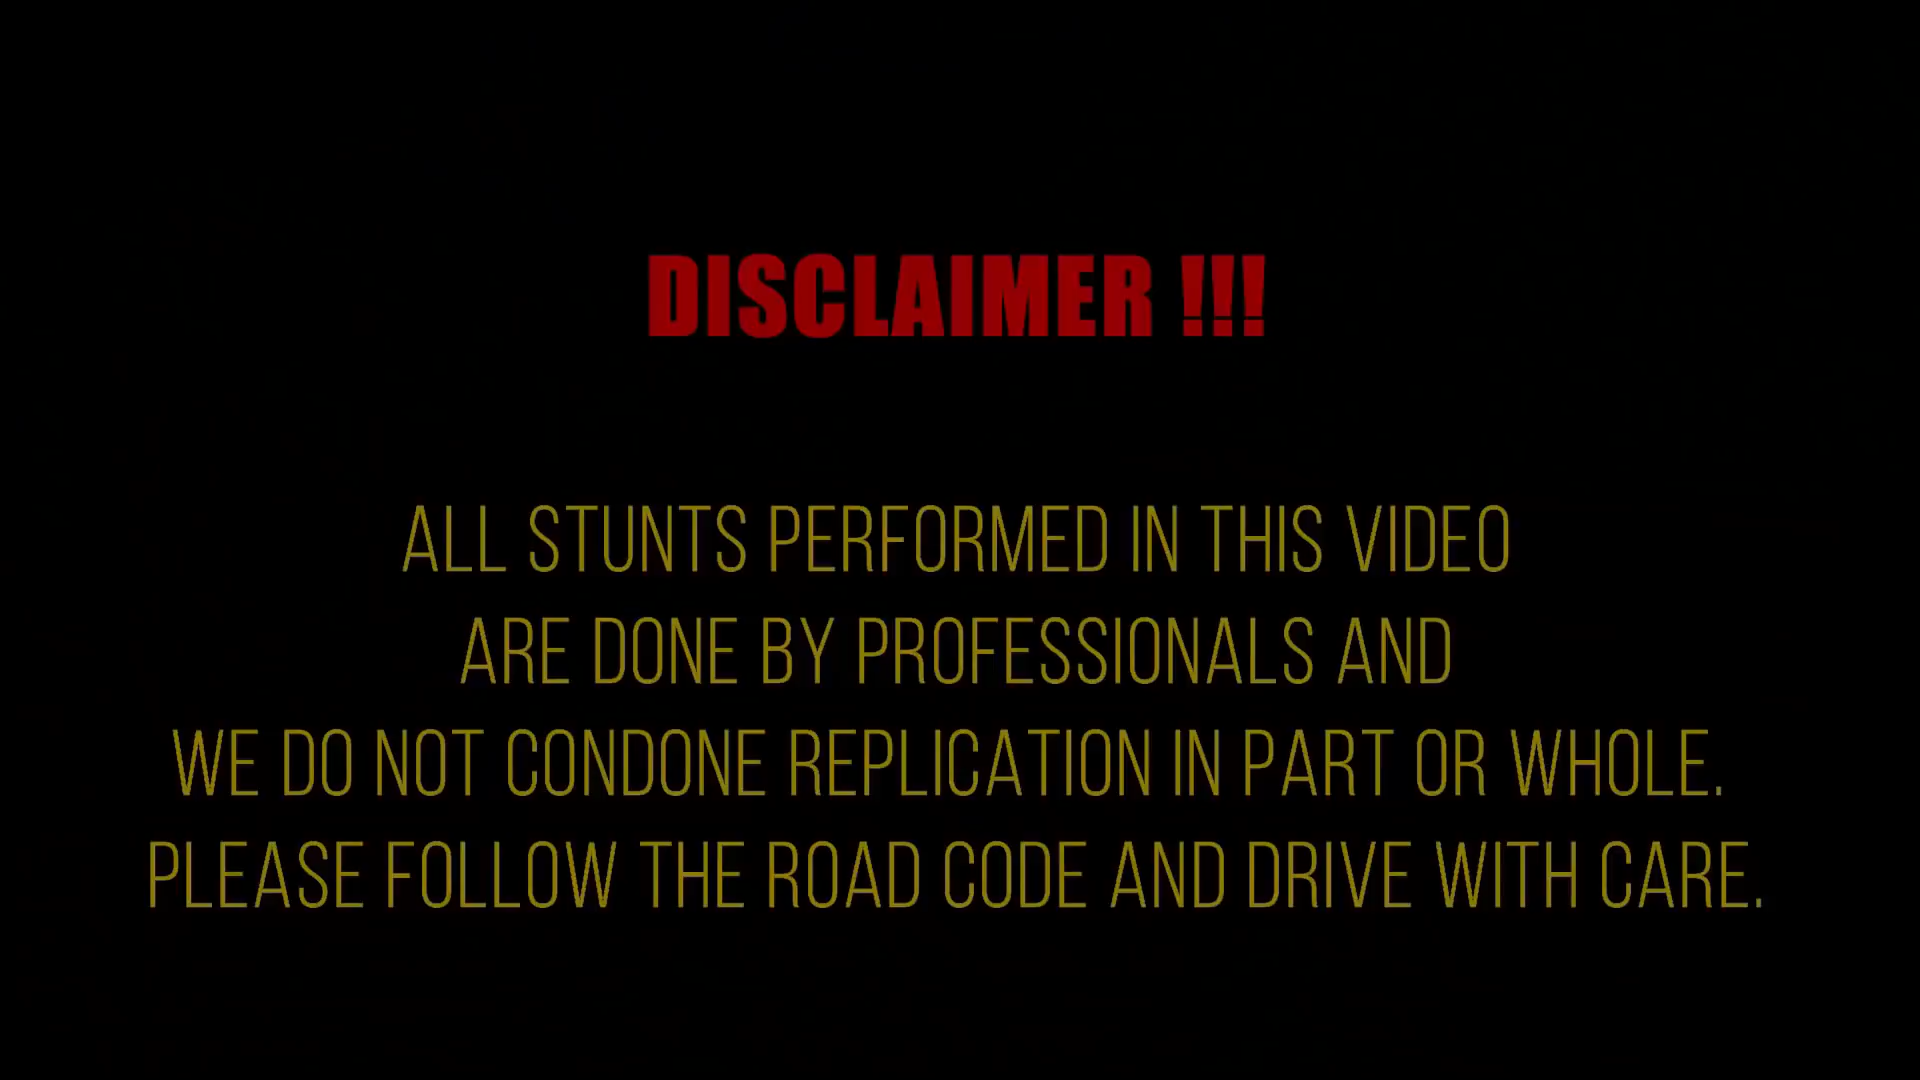 DISCLAIMER !!!
ALL STUNTS PERFORMED IN THIS VIDEO
ARE DONE BY PROFESSIONALS AND
WE DO NOT CONDONE REPLICATION IN PART OR WHOLE.
PLEASE FOLLOW THE ROAD CODE AND DRIVE WITH CARE.